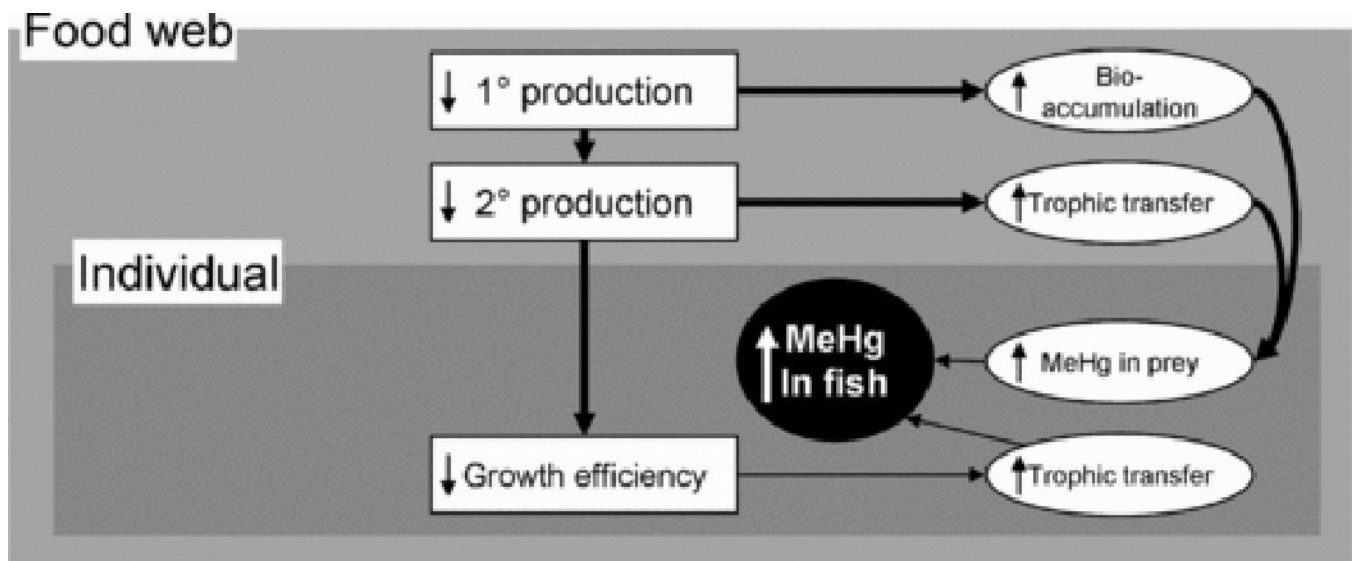 Food web
↓ 1° production
↑ Bio-
accumulation
↓ 2° production
↑ Trophic transfer
Individual
↑ MeHg
In fish
↑ MeHg in prey
↓ Growth efficiency
↑ Trophic transfer